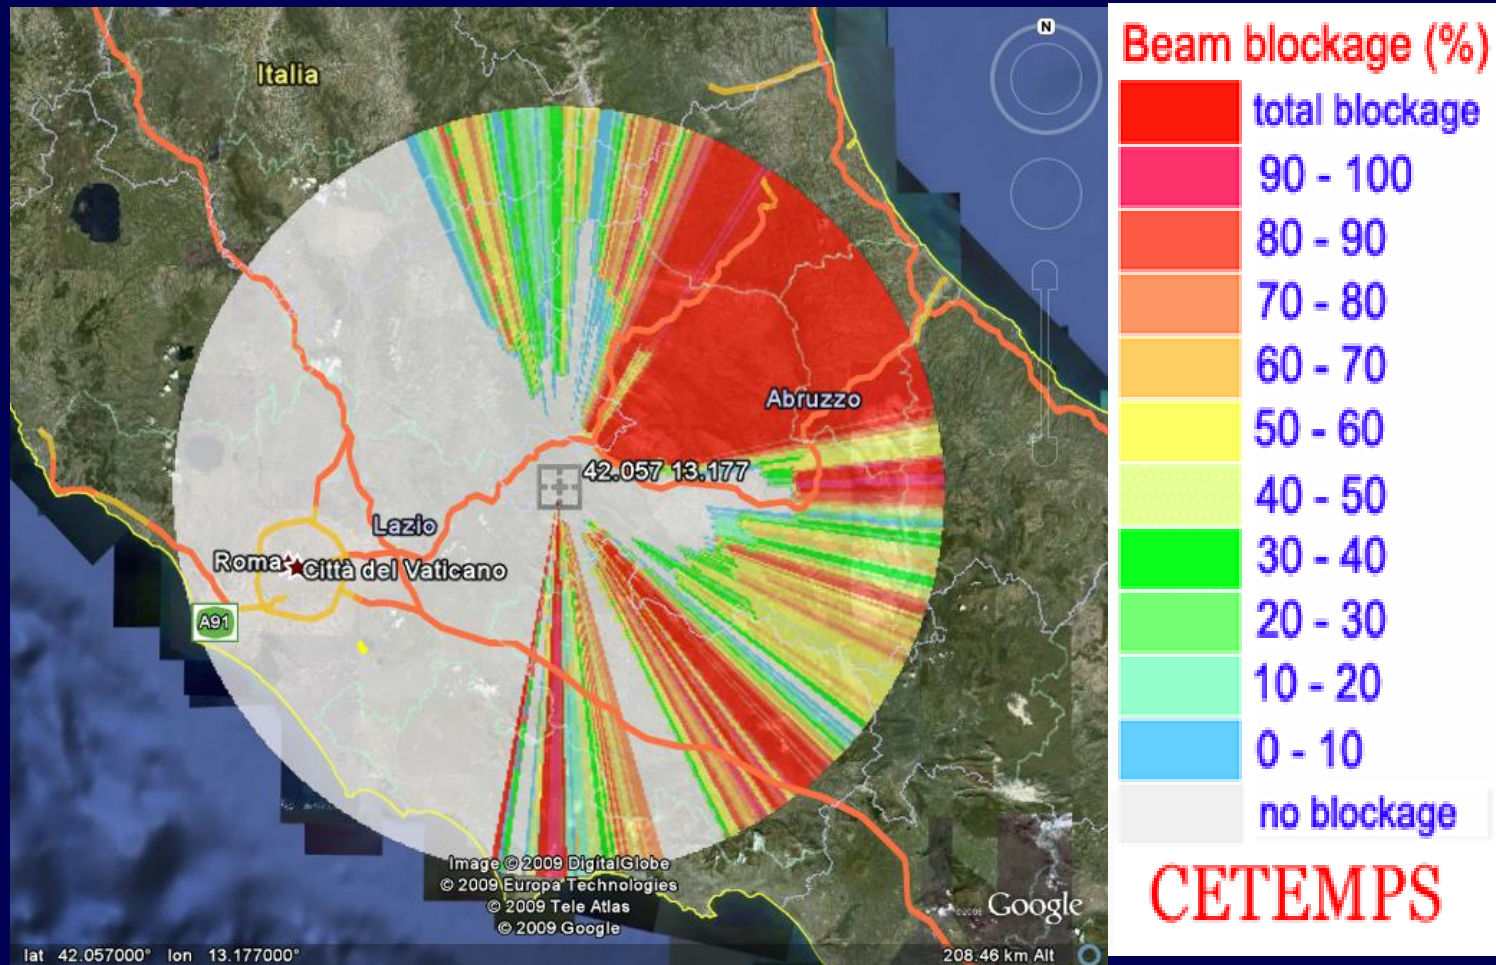 Italia
N
Abruzzo
42.057 13.177
Lazio
Roma
Città del Vaticano
A91
Image © 2009 DigitalGlobe
© 2009 Europa Technologies
© 2009 Tele Atlas
© 2009 Google
Google
lat 42.057000° lon 13.177000°
208.46 km Alt
Beam blockage (%)
total blockage
90 - 100
80 - 90
70 - 80
60 - 70
50 - 60
40 - 50
30 - 40
20 - 30
10 - 20
0 - 10
no blockage
CETEMPS